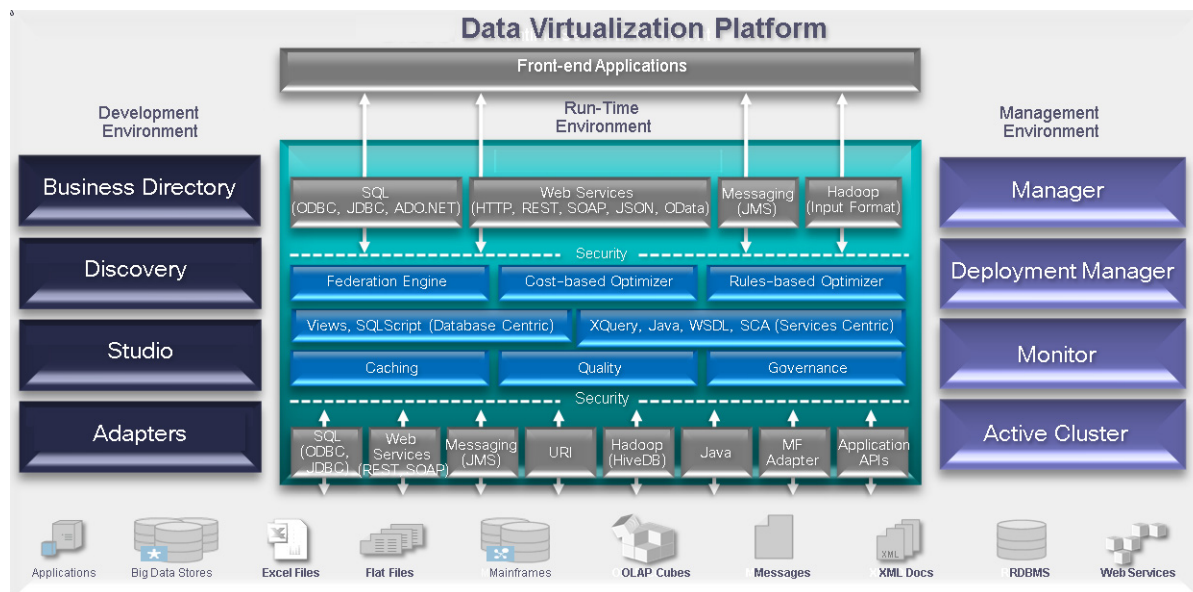 Data Virtualization Platform
Front-end Applications
Development
Environment
Run-Time
Environment
Management
Environment
Business Directory
Discovery
Studio
Adapters
SQL
(ODBC, JDBC, ADO.NET)
Web Services
(HTTP, REST, SOAP, JSON, OData)
Messaging
(JMS)
Hadoop
(Input Format)
Security
Federation Engine
Cost-based Optimizer
Rules-based Optimizer
Views, SQLScript (Database Centric)
XQuery, Java, WSDL, SCA (Services Centric)
Caching
Quality
Governance
Security
SQL
(ODBC,
JDBC)
Web
Services
(REST, SOAP)
Messaging
(JMS)
URI
Hadoop
(HiveDB)
Java
MF
Adapter
Application
APIs
Manager
Deployment Manager
Monitor
Active Cluster
XML
Applications
Big Data Stores
Excel Files
Flat Files
Mainframes
OLAP Cubes
Messages
XML Docs
RDBMS
Web Services